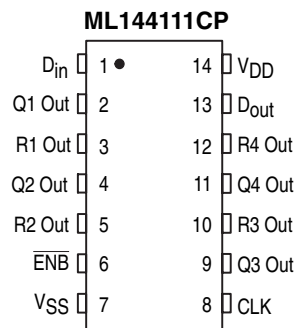 ML144111CP
Din 1 14 VDD
Q1 Out 2 13 Dout
R1 Out 3 12 R4 Out
Q2 Out 4 11 Q4 Out
R2 Out 5 10 R3 Out
E̅N̅B̅ 6 9 Q3 Out
VSS 7 8 CLK